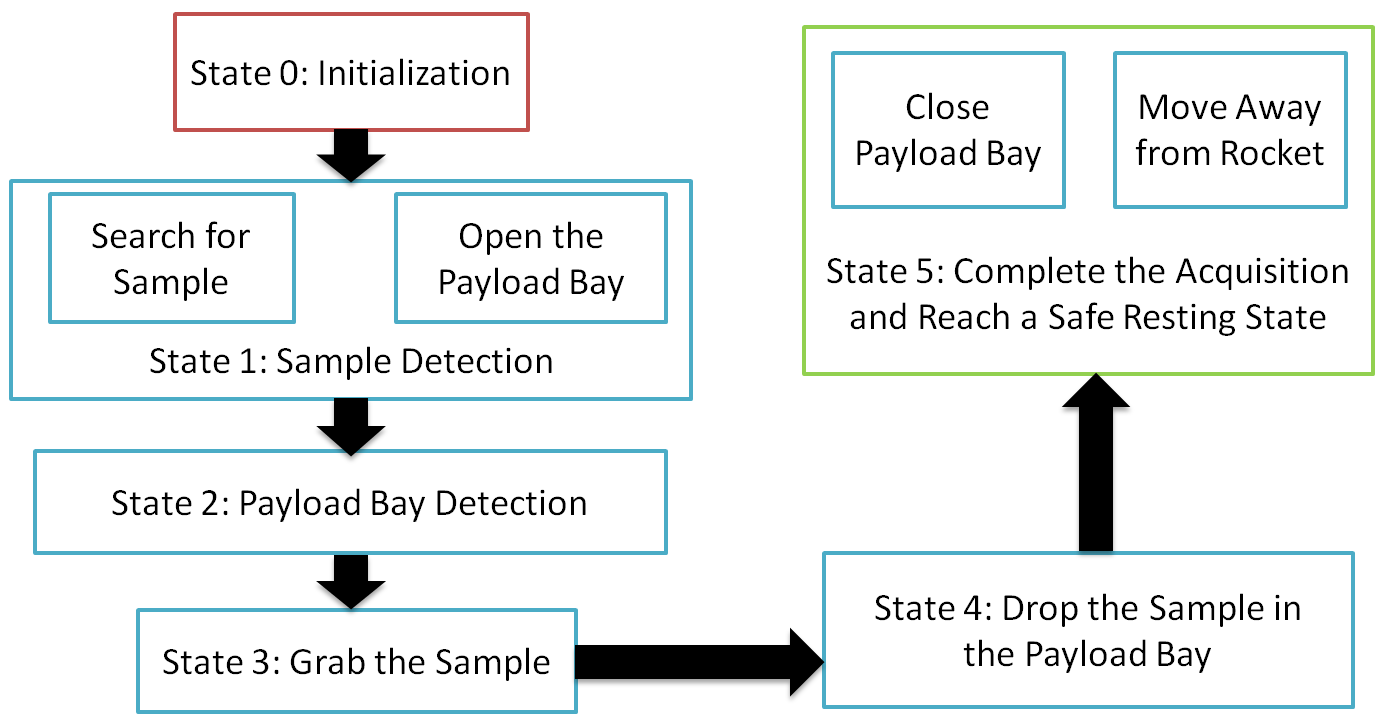 State 0: Initialization
Search for
Sample
Open the
Payload Bay
State 1: Sample Detection
State 2: Payload Bay Detection
State 3: Grab the Sample
State 4: Drop the Sample in
the Payload Bay
Close
Payload Bay
Move Away
from Rocket
State 5: Complete the Acquisition
and Reach a Safe Resting State